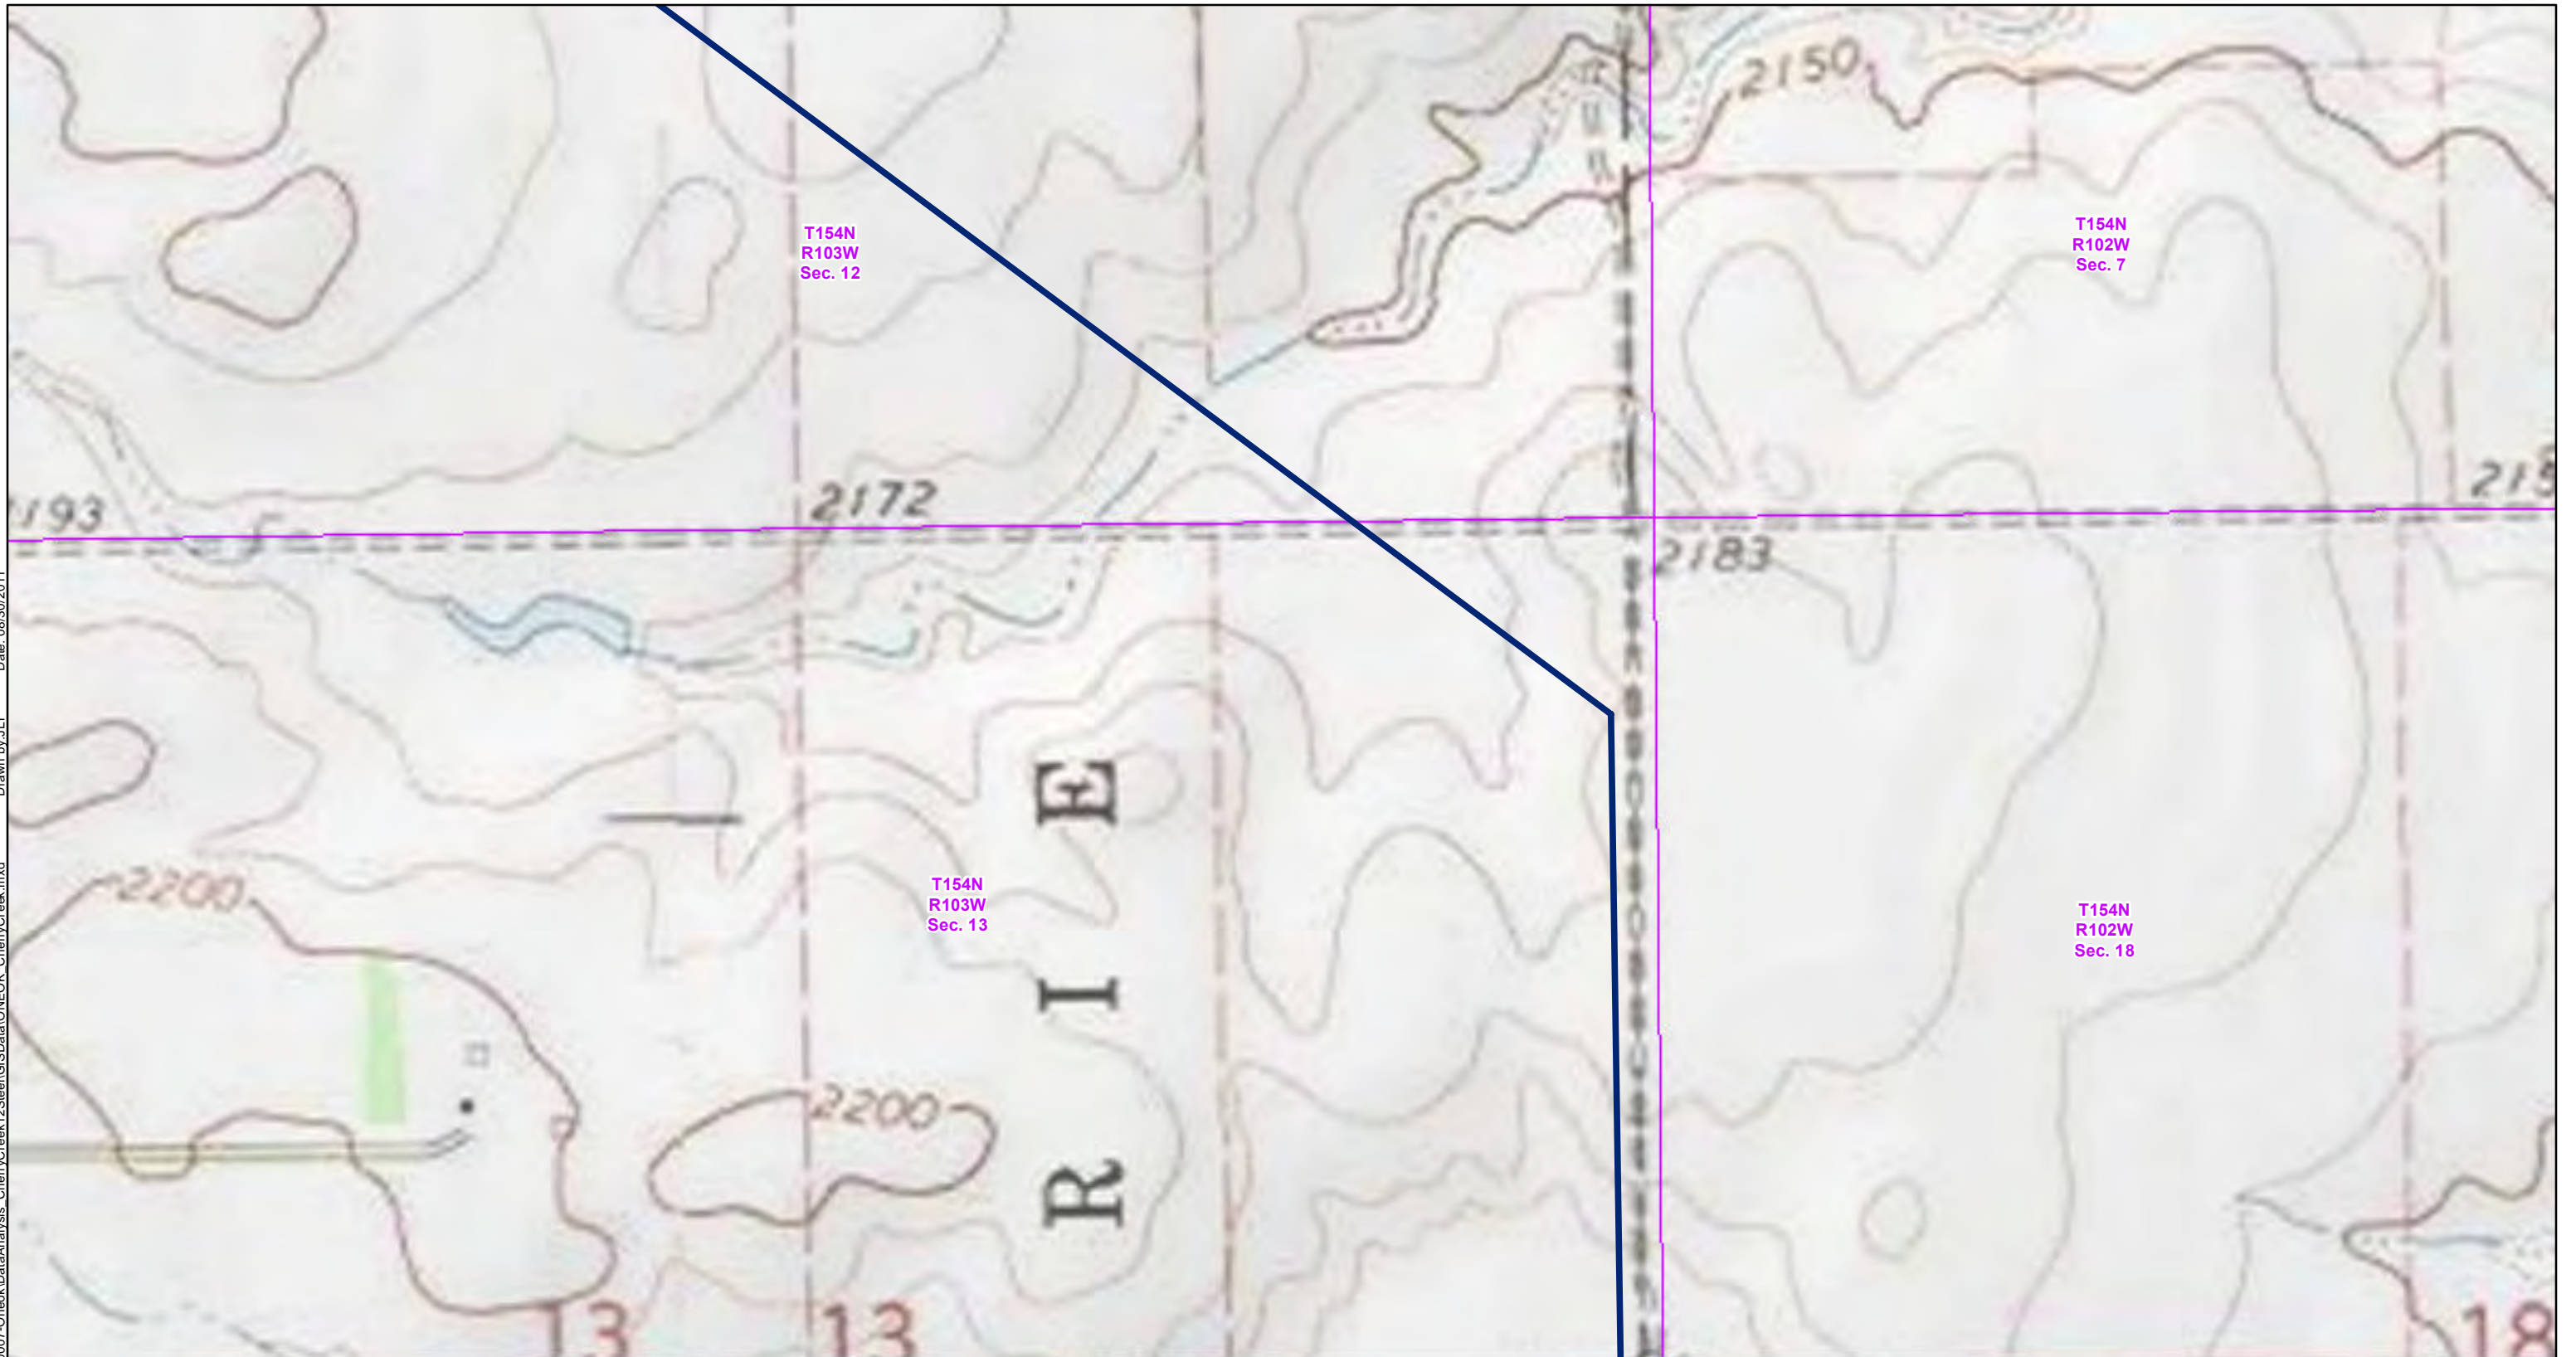 2150
T154N
R103W
Sec. 12
T154N
R102W
Sec. 7
2172
2183
E
T154N
R103W
Sec. 13
T154N
R102W
Sec. 18
2200
I
2200
R
13
13
18